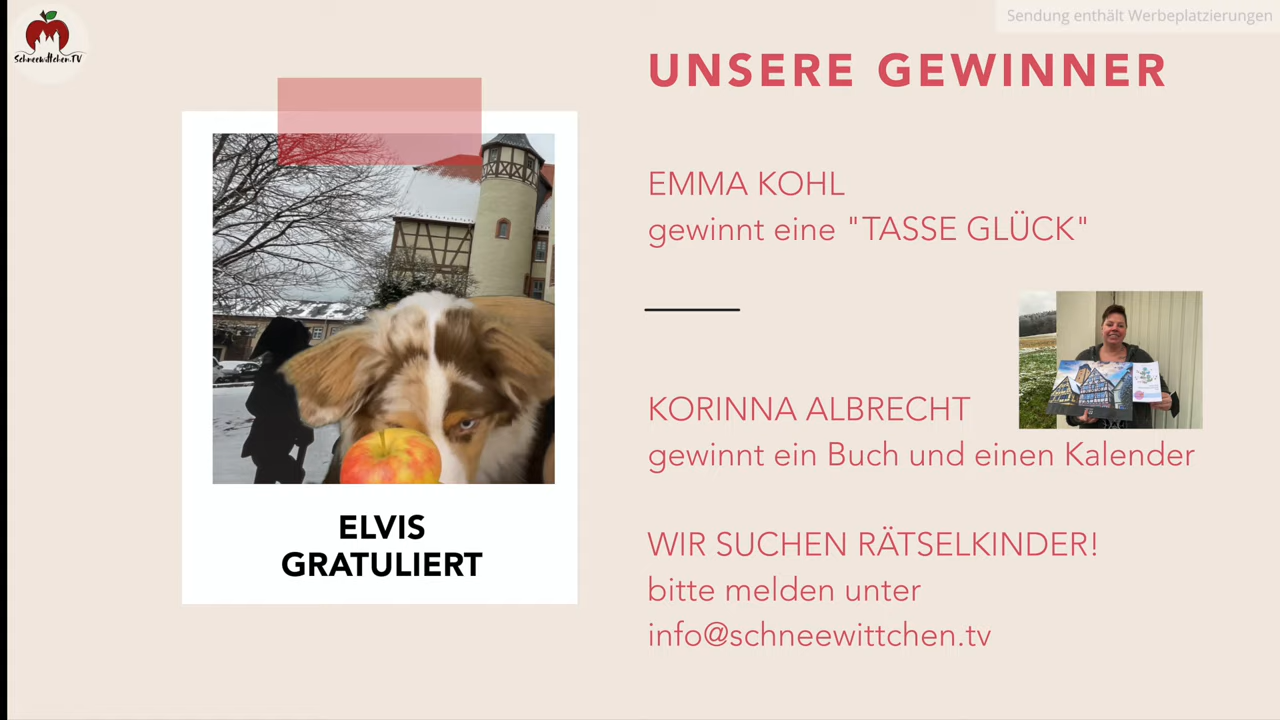 Schneewittchen.TV
Sendung enthält Werbeplatzierungen
UNSERE GEWINNER
EMMA KOHL
gewinnt eine "TASSE GLÜCK"
KORINNA ALBRECHT
gewinnt ein Buch und einen Kalender
WIR SUCHEN RÄTSELKINDER!
bitte melden unter
info@schneewittchen.tv
ELVIS
GRATULIERT